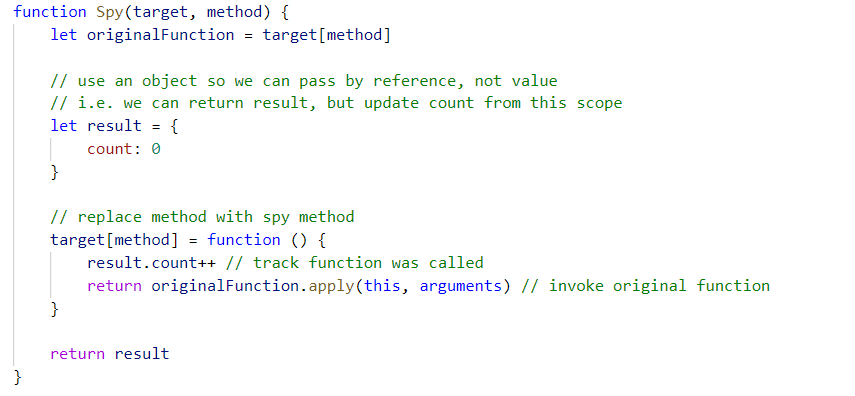 function Spy(target, method) {
    let originalFunction = target[method]

    // use an object so we can pass by reference, not value
    // i.e. we can return result, but update count from this scope
    let result = {
        count: 0
    }

    // replace method with spy method
    target[method] = function () {
        result.count++ // track function was called
        return originalFunction.apply(this, arguments) // invoke original function
    }

    return result
}